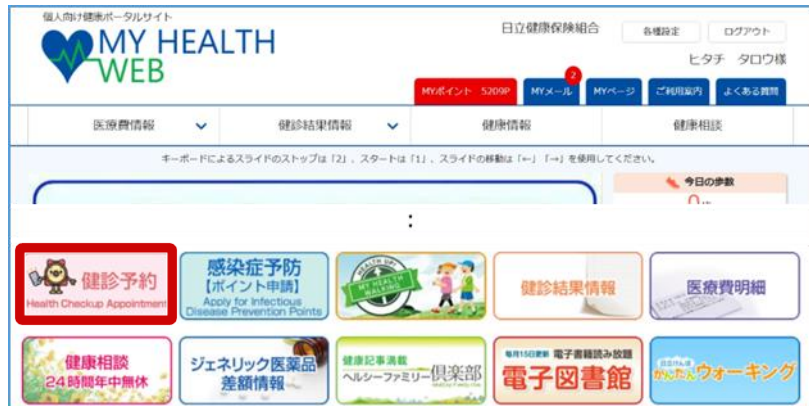 個人向け健康ポータルサイト
MY HEALTH
WEB
日立健康保険組合
各種設定
ログアウト
ヒタチ タロウ様
MYポイント 5209P
MYメール
2
MYページ
ご利用案内
よくある質問
医療費情報
健診結果情報
健康情報
健康相談
キーボードによるスライドのストップは「2」、スタートは「1」、スライドの移動は「←」「→」を使用してください。
今日の歩数
:
健診予約
Health Checkup Appointment
感染症予防
【ポイント申請】
Apply for Infectious
Disease Prevention Points
HEALTH UP!
MY HEALTH
WALKING
健診結果情報
医療費明細
健康相談
24時間年中無休
ジェネリック医薬品
差額情報
健康記事満載
ヘルシーファミリー倶楽部
毎月15日更新 電子書籍読み放題
電子図書館
日立けんぽ
かんたんウォーキング